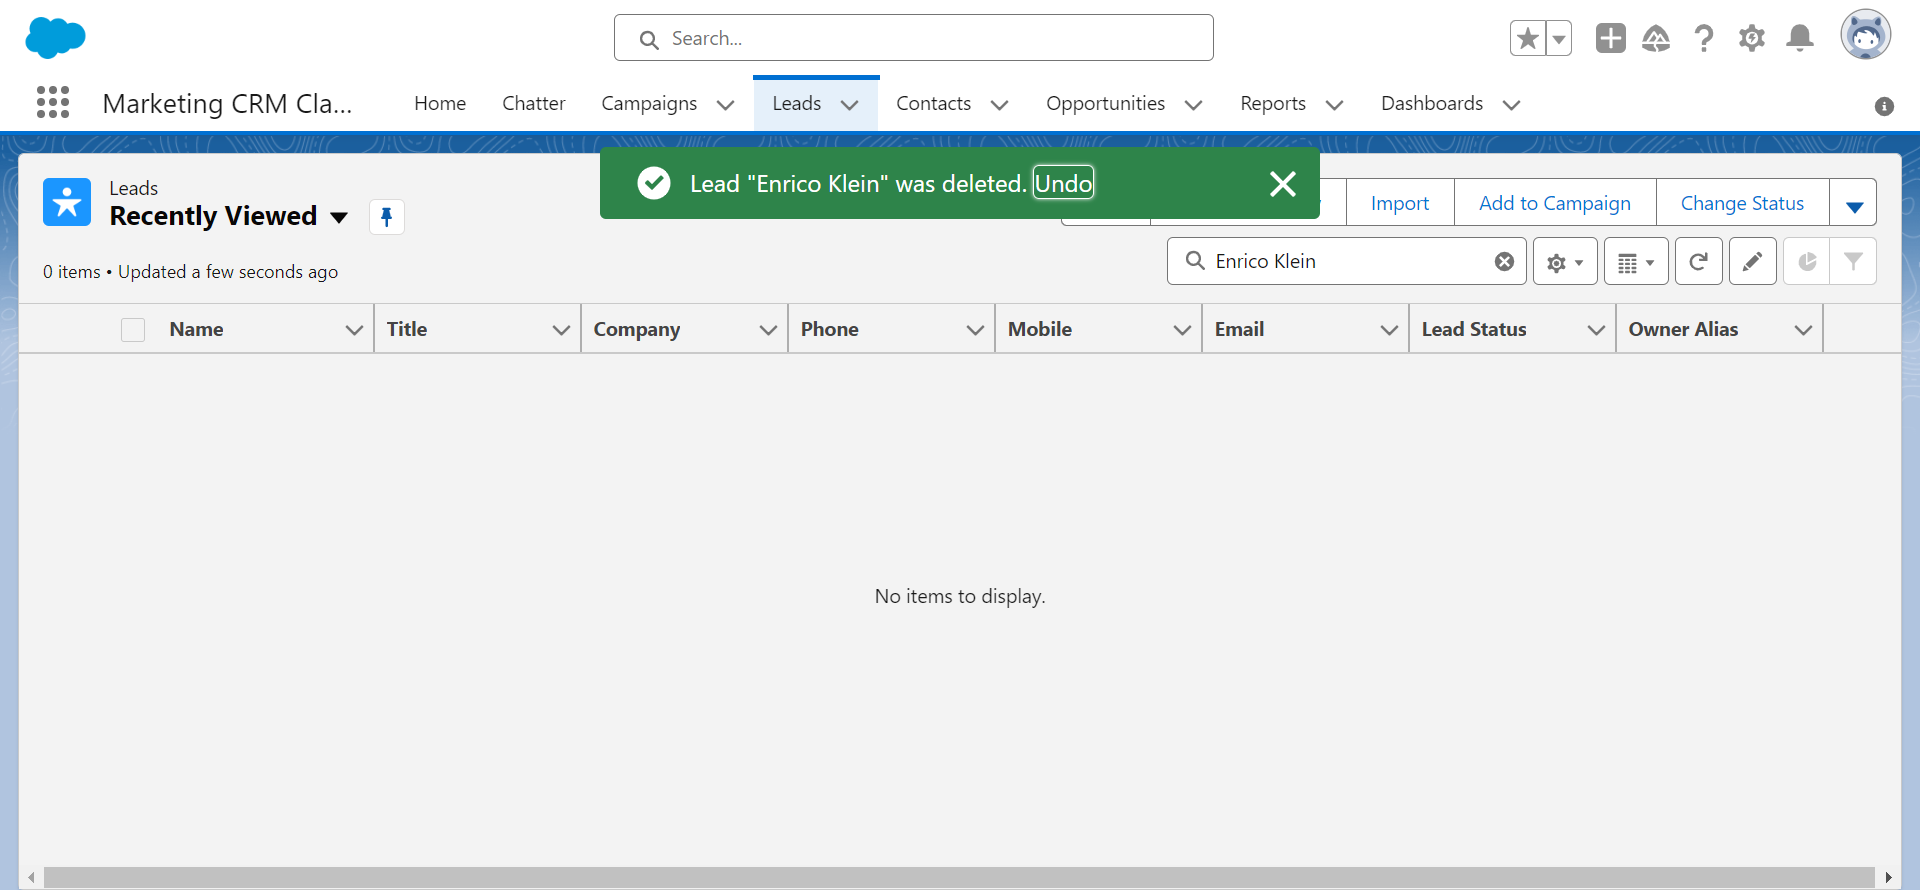 Search...
Marketing CRM Cla...
Home
Chatter
Campaigns
Leads
Contacts
Opportunities
Reports
Dashboards
Lead "Enrico Klein" was deleted. Undo
Leads
Recently Viewed
Import
Add to Campaign
Change Status
0 items • Updated a few seconds ago
Enrico Klein
Name
Title
Company
Phone
Mobile
Email
Lead Status
Owner Alias
No items to display.